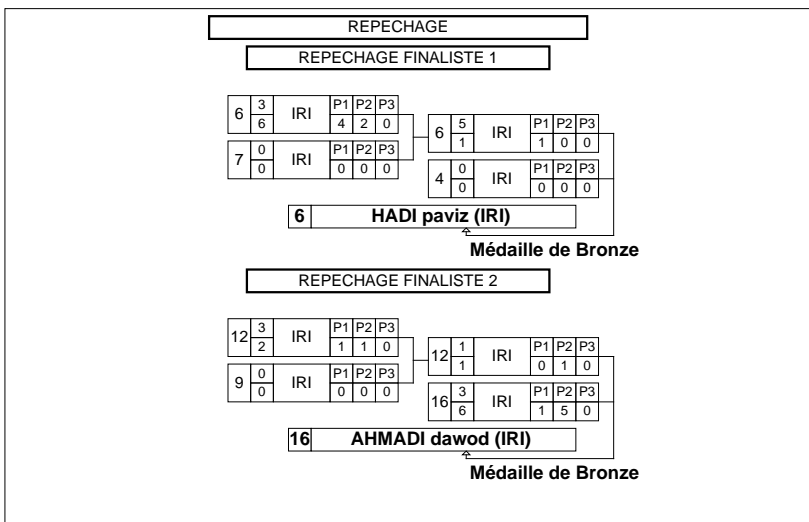 REPECHAGE
REPECHAGE FINALISTE 1
6 3 6 IRI P1 P2 P3 4 2 0
7 0 0 IRI P1 P2 P3 0 0 0
6 5 1 IRI P1 P2 P3 1 0 0
4 0 0 IRI P1 P2 P3 0 0 0
6 HADI paviz (IRI)
Médaille de Bronze
REPECHAGE FINALISTE 2
12 3 2 IRI P1 P2 P3 1 1 0
9 0 0 IRI P1 P2 P3 0 0 0
12 1 1 IRI P1 P2 P3 0 1 0
16 3 6 IRI P1 P2 P3 1 5 0
16 AHMADI dawod (IRI)
Médaille de Bronze